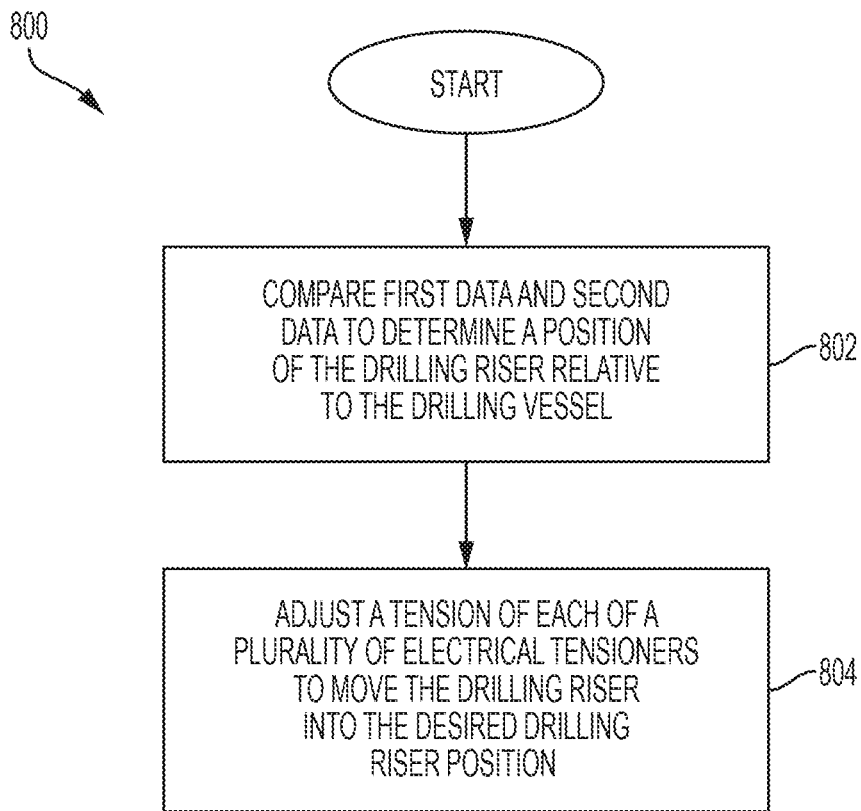 800
START
COMPARE FIRST DATA AND SECOND
DATA TO DETERMINE A POSITION
OF THE DRILLING RISER RELATIVE
TO THE DRILLING VESSEL
802
ADJUST A TENSION OF EACH OF A
PLURALITY OF ELECTRICAL TENSIONERS
TO MOVE THE DRILLING RISER
INTO THE DESIRED DRILLING
RISER POSITION
804